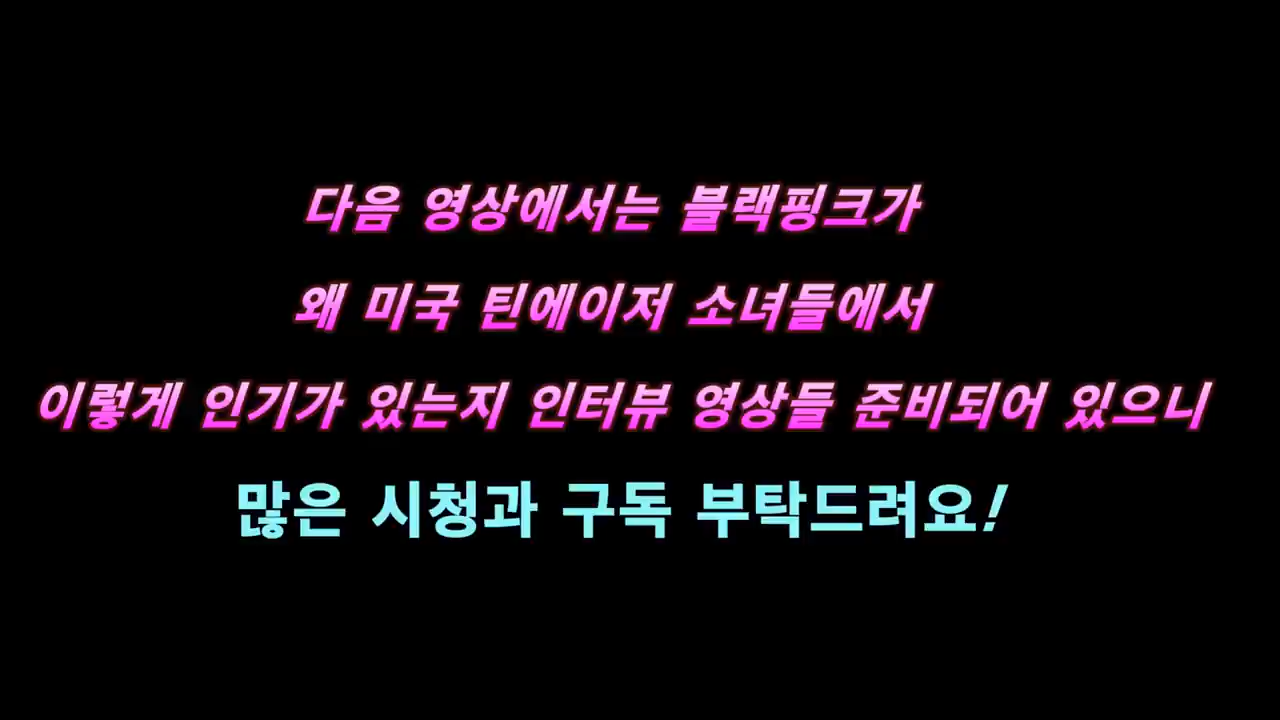 다음 영상에서는 블랙핑크가
왜 미국 틴에이저 소녀들에서
이렇게 인기가 있는지 인터뷰 영상들 준비되어 있으니
많은 시청과 구독 부탁드려요!